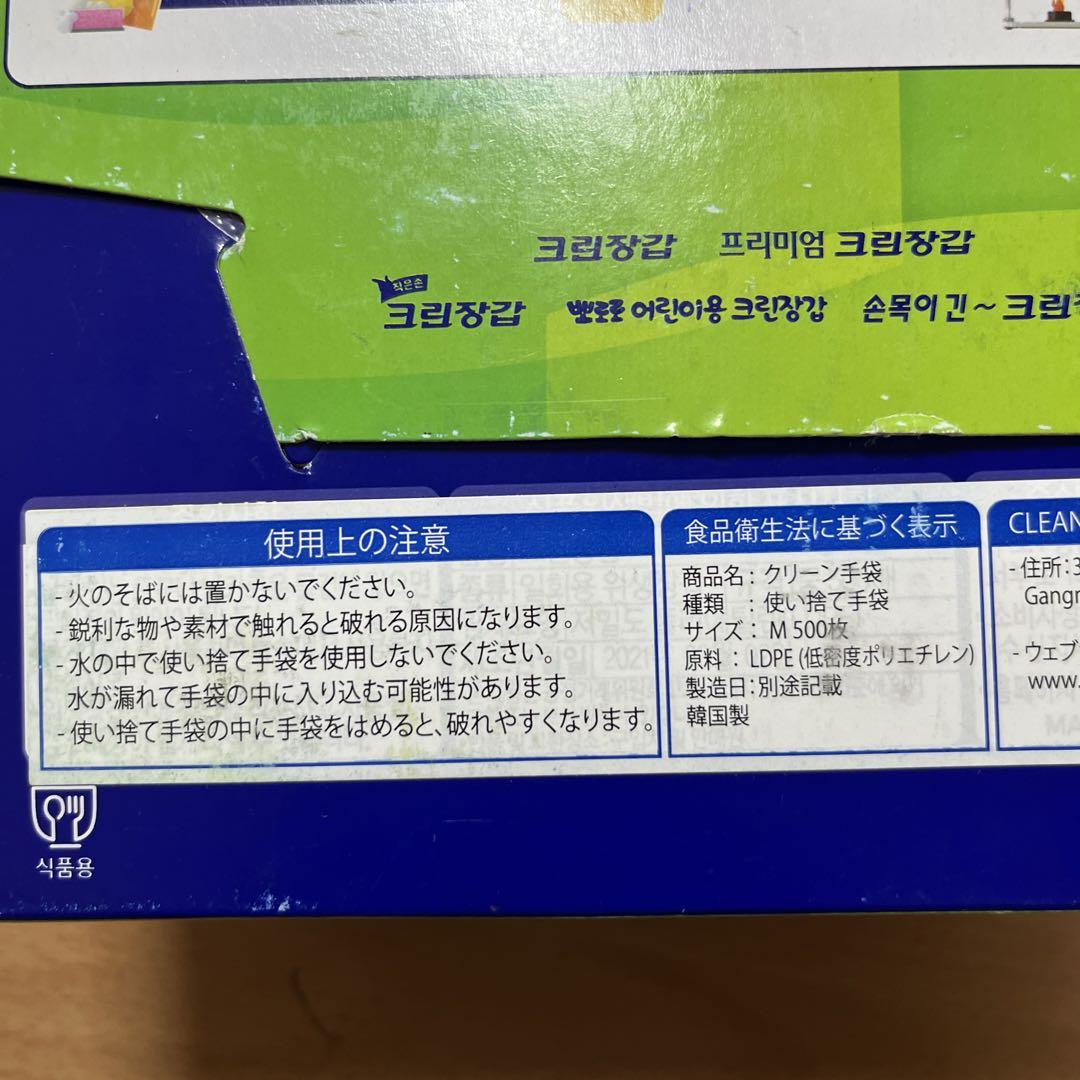 크린장갑 프리미엄 크린장갑
작은손
크린장갑 뽀로로 어린이용 크린장갑 손목이 긴~크린
使用上の注意
- 火のそばには置かないでください。
- 鋭利な物や素材で触れると破れる原因になります。
- 水の中で使い捨て手袋を使用しないでください。
水が漏れて手袋の中に入り込む可能性があります。
- 使い捨て手袋の中に手袋をはめると、破れやすくなります。
食品衛生法に基づく表示
商品名：クリーン手袋
種類 ：使い捨て手袋
サイズ： M 500枚
原料 ： LDPE (低密度ポリエチレン)
製造日：別途記載
韓国製
CLEAN
- 住所：3
Gangn
- ウェブ
www.
식품용